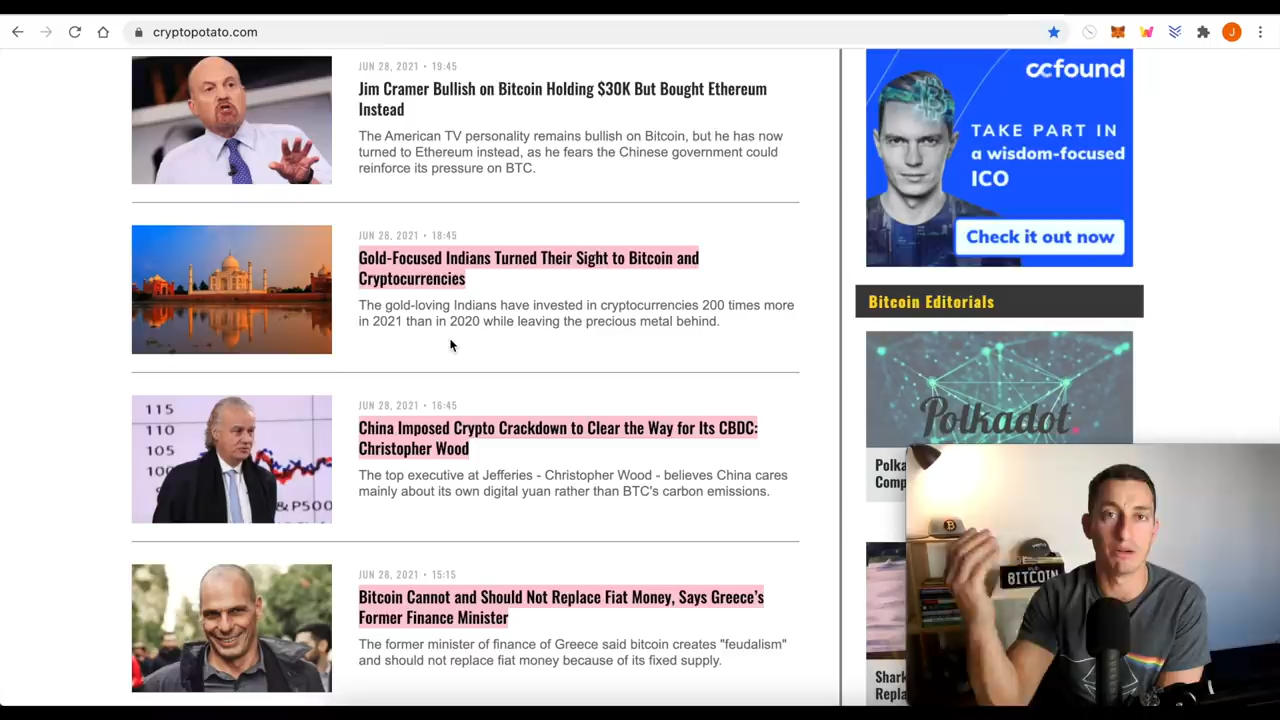 cryptopotato.com
J
JUN 28, 2021 • 19:45
Jim Cramer Bullish on Bitcoin Holding $30K But Bought Ethereum
Instead
The American TV personality remains bullish on Bitcoin, but he has now
turned to Ethereum instead, as he fears the Chinese government could
reinforce its pressure on BTC.
JUN 28, 2021 • 18:45
Gold-Focused Indians Turned Their Sight to Bitcoin and
Cryptocurrencies
The gold-loving Indians have invested in cryptocurrencies 200 times more
in 2021 than in 2020 while leaving the precious metal behind.
115
110
105
100
&P500
JUN 28, 2021 • 16:45
China Imposed Crypto Crackdown to Clear the Way for Its CBDC:
Christopher Wood
The top executive at Jefferies - Christopher Wood - believes China cares
mainly about its own digital yuan rather than BTC's carbon emissions.
JUN 28, 2021 • 15:15
Bitcoin Cannot and Should Not Replace Fiat Money, Says Greece's
Former Finance Minister
The former minister of finance of Greece said bitcoin creates "feudalism"
and should not replace fiat money because of its fixed supply.
ccfound
TAKE PART IN
a wisdom-focused
ICO
Check it out now
Bitcoin Editorials
Polkadot.
Polka
Comp
Shark
Repla
BITCOIN